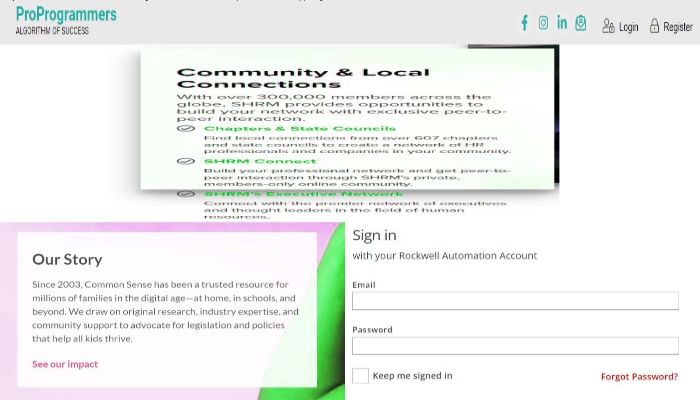 ProProgrammers
ALGORITHM OF SUCCESS
Login
Register
Community & Local
Connections
With over 300,000 members across the
globe, SHRM provides opportunities to
build your network with exclusive peer-to-
peer interaction.
Chapters & State Councils
Find local connections from over 607 chapters
and state councils to create a network of HR
professionals and companies in your community.
SHRM Connect
Build your professional network and get peer-to-
peer interaction through SHRM's private,
members-only online community.
SHRM's Executive Network
Connect with the premier network of executives
and thought leaders in the field of human
resources.
Our Story
Since 2003, Common Sense has been a trusted resource for
millions of families in the digital age—at home, in schools, and
beyond. We draw on original research, industry expertise, and
community support to advocate for legislation and policies
that help all kids thrive.
See our impact
Sign in
with your Rockwell Automation Account
Email
Password
Keep me signed in
Forgot Password?